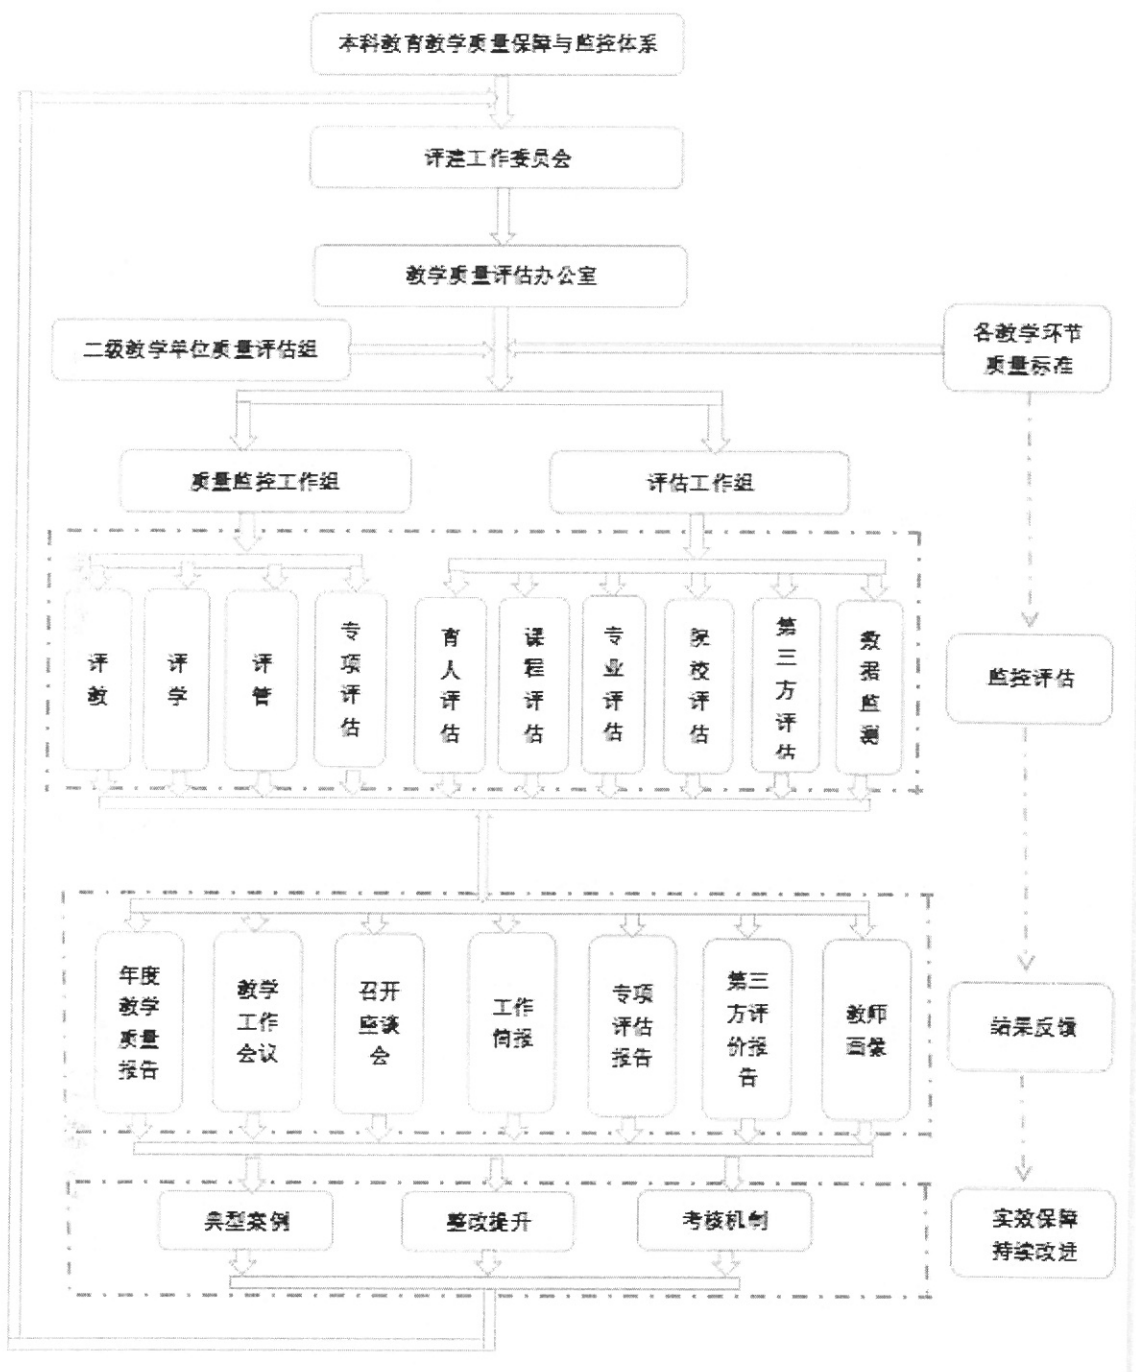 本科教育教学质量保障与监控体系
评建工作委员会
教学质量评估办公室
二级教学单位质量评估组
各教学环节
质量标准
质量监控工作组
评估工作组
评教
评学
评管
专项评估
育人评估
课程评估
专业评估
院校评估
第三方评估
数据监测
监控评估
年度
教学
质量
报告
教学
工作
会议
召开
座谈
会
工作
简报
专项
评估
报告
第三
方评
价报
告
教师
画像
结果反馈
典型案例
整改提升
考核机制
实效保障
持续改进